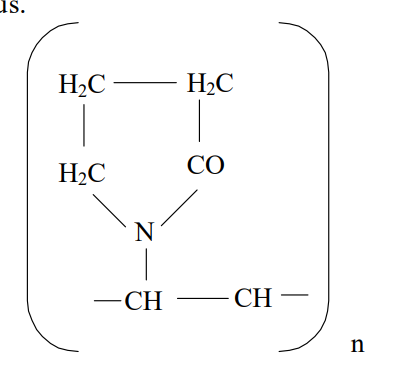 us.
H₂C H₂C
H₂C CO
N
CH CH
n